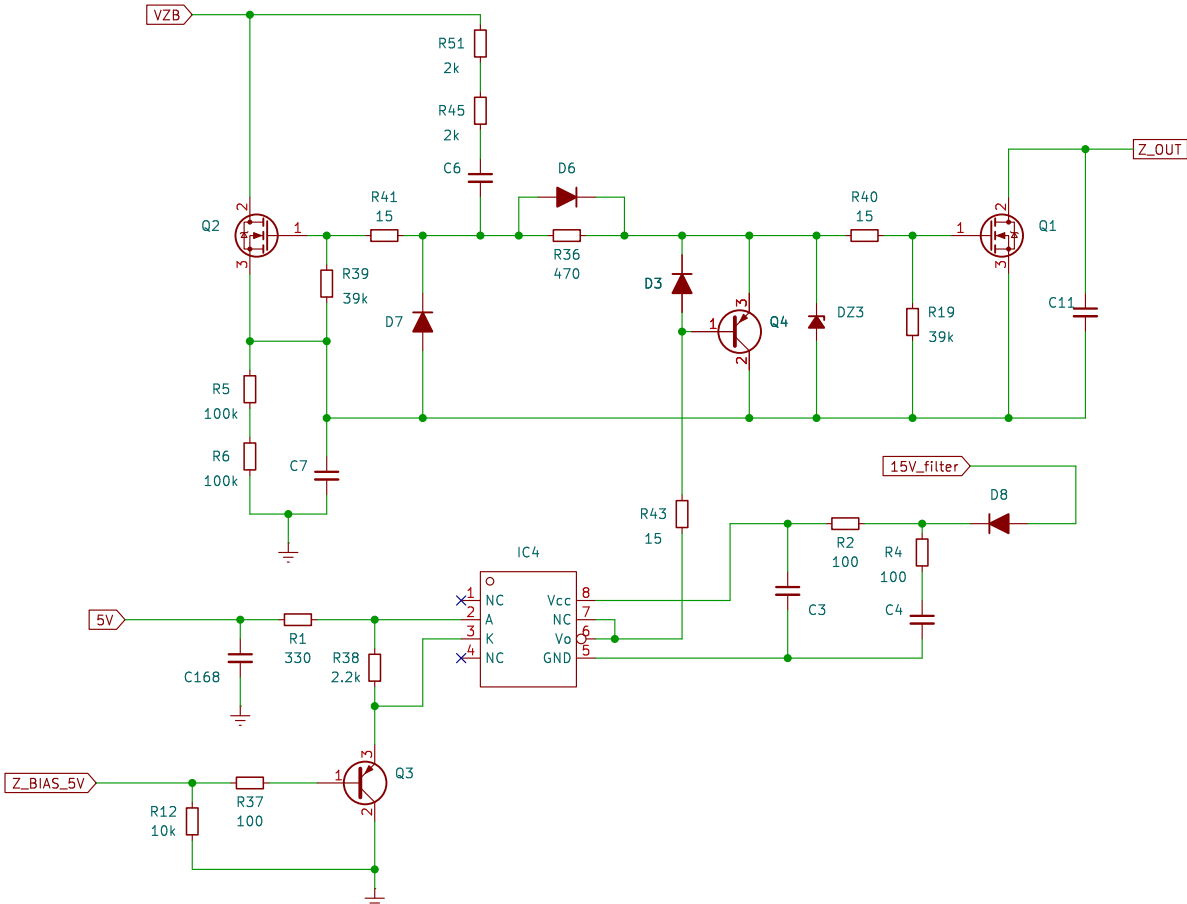 VZB
R51
2k
R45
2k
C6
D6
R41
15
R40
15
Z_OUT
Q2
2
1
3
R39
39k
R36
470
D7
D3
1
3
2
Q4
DZ3
R19
39k
1
2
3
Q1
C11
R5
100k
R6
100k
C7
15V_filter
D8
R43
15
R2
100
R4
100
C3
C4
IC4
1
NC
2
A
3
K
4
NC
Vcc
8
NC
7
Vo
6
GND
5
5V
R1
330
C168
R38
2.2k
Z_BIAS_5V
R37
100
R12
10k
1
3
2
Q3